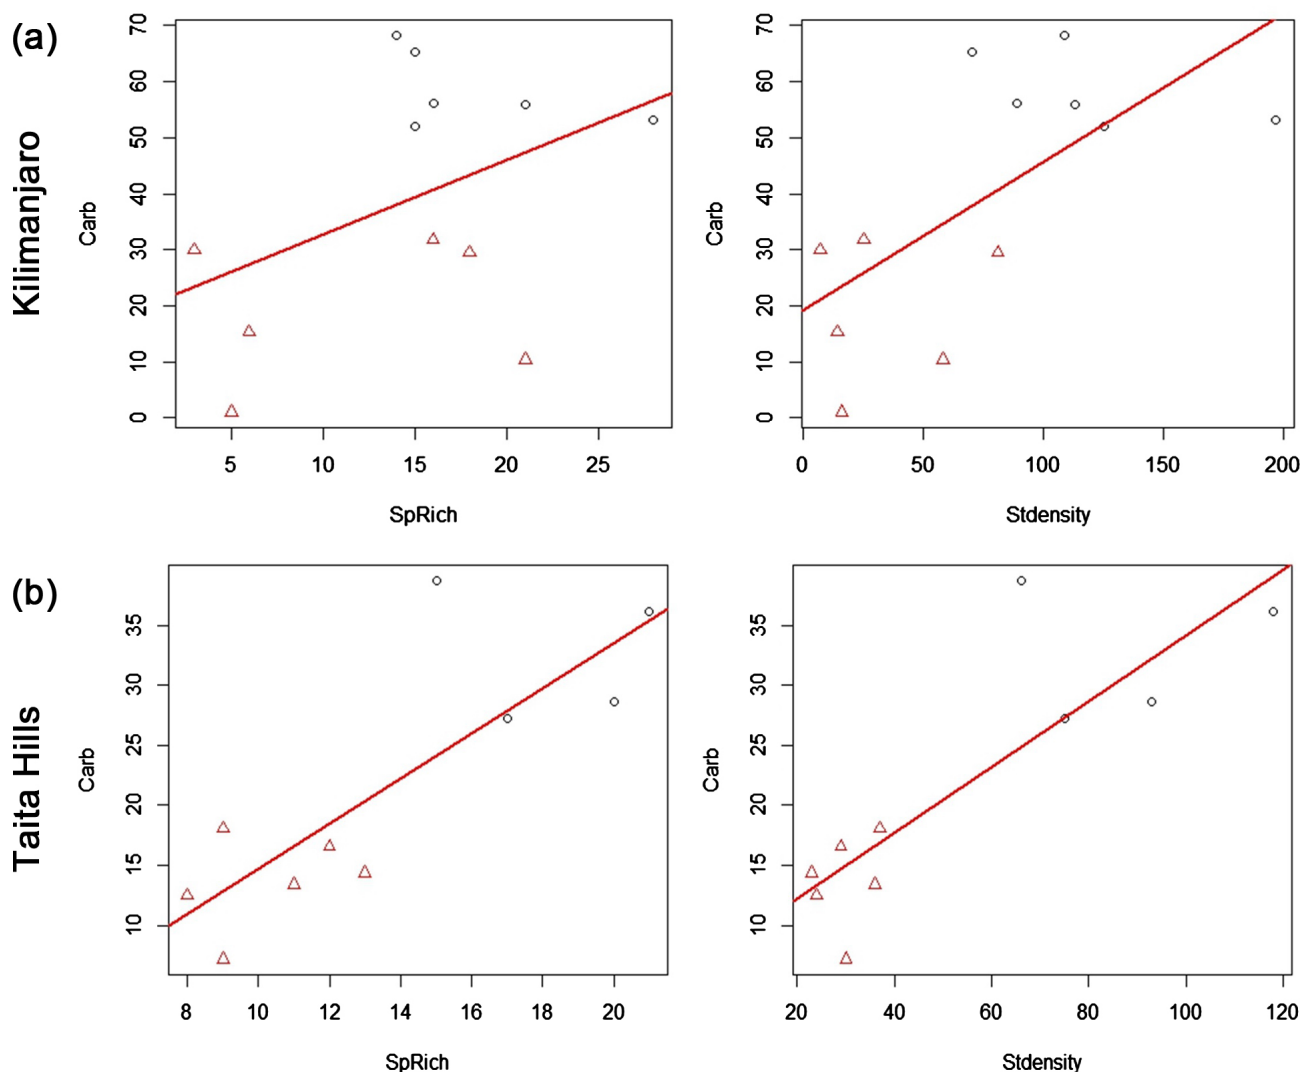 (a)
Kilimanjaro
Carb
0 10 20 30 40 50 60 70
5 10 15 20 25
SpRich
Carb
0 10 20 30 40 50 60 70
0 50 100 150 200
Stdensity
(b)
Taita Hills
Carb
10 15 20 25 30 35
8 10 12 14 16 18 20
SpRich
Carb
10 15 20 25 30 35
20 40 60 80 100 120
Stdensity